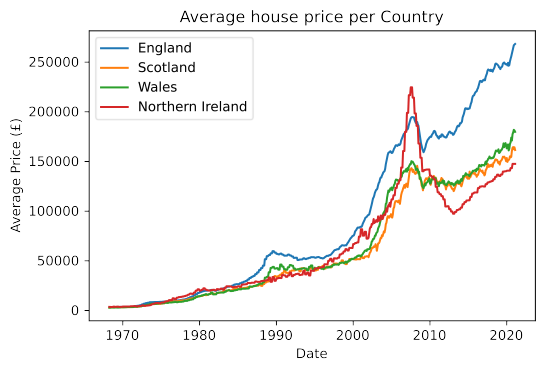 Average house price per Country
England
Scotland
Wales
Northern Ireland
Average Price (£)
250000
200000
150000
100000
50000
0
1970 1980 1990 2000 2010 2020
Date